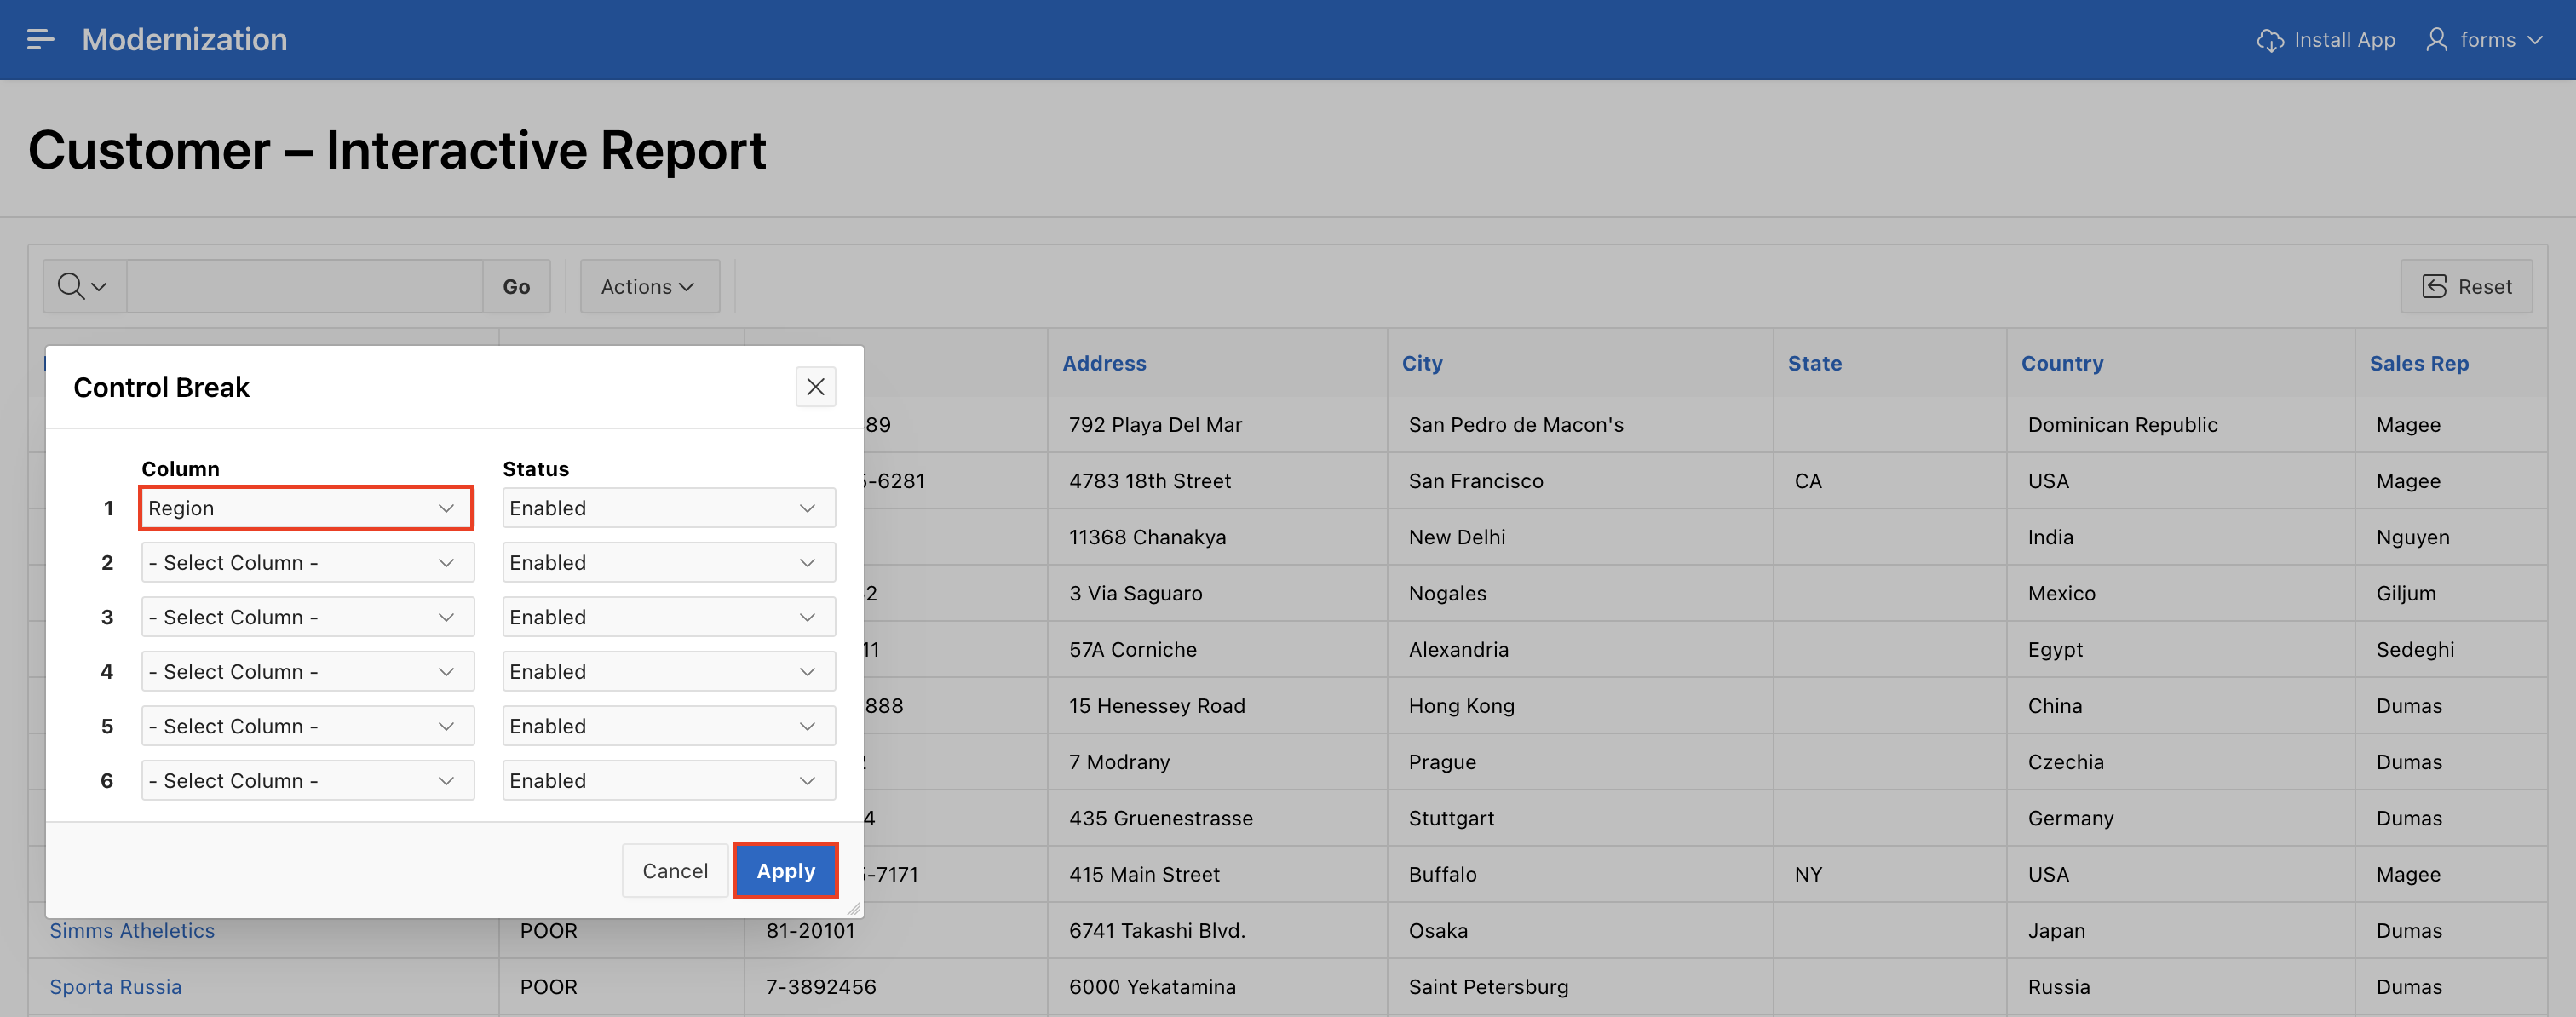 Modernization
Install App
forms
Customer – Interactive Report
Go
Actions
Reset
Address City State Country Sales Rep
Control Break
Column Status
1 Region Enabled
2 - Select Column - Enabled
3 - Select Column - Enabled
4 - Select Column - Enabled
5 - Select Column - Enabled
6 - Select Column - Enabled
Cancel Apply
89 792 Playa Del Mar San Pedro de Macon's Dominican Republic Magee
-6281 4783 18th Street San Francisco CA USA Magee
11368 Chanakya New Delhi India Nguyen
2 3 Via Saguaro Nogales Mexico Giljum
11 57A Corniche Alexandria Egypt Sedeghi
888 15 Henessey Road Hong Kong China Dumas
7 Modrany Prague Czechia Dumas
4 435 Gruenestrasse Stuttgart Germany Dumas
-7171 415 Main Street Buffalo NY USA Magee
Simms Atheletics POOR 81-20101 6741 Takashi Blvd. Osaka Japan Dumas
Sporta Russia POOR 7-3892456 6000 Yekatamina Saint Petersburg Russia Dumas